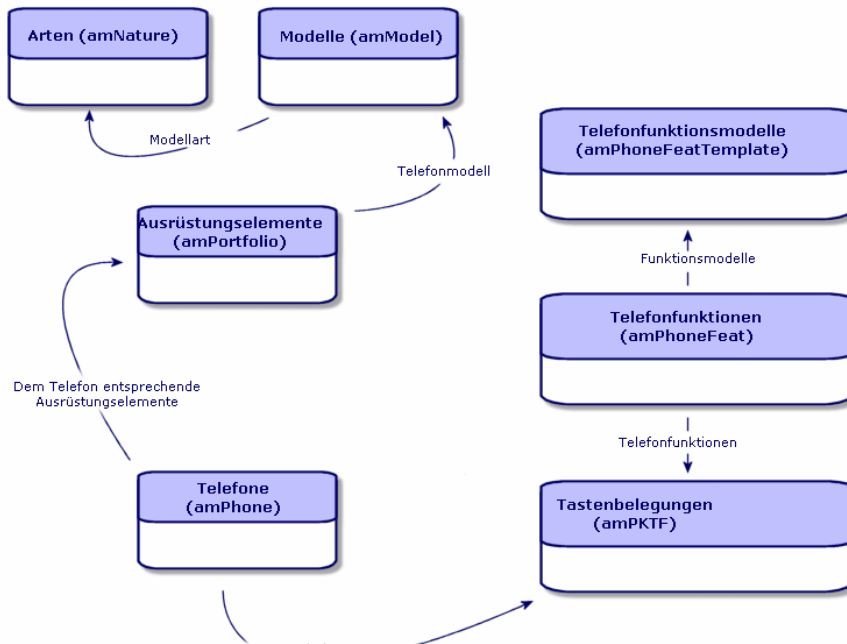 Arten (amNature)
Modelle (amModel)
Modellart
Telefonmodell
Telefonfunktionsmodelle
(amPhoneFeatTemplate)
Ausrüstungselemente
(amPortfolio)
Funktionsmodelle
Telefonfunktionen
(amPhoneFeat)
Dem Telefon entsprechende
Ausrüstungselemente
Telefonfunktionen
Telefone
(amPhone)
Tastenbelegungen
(amPKTF)